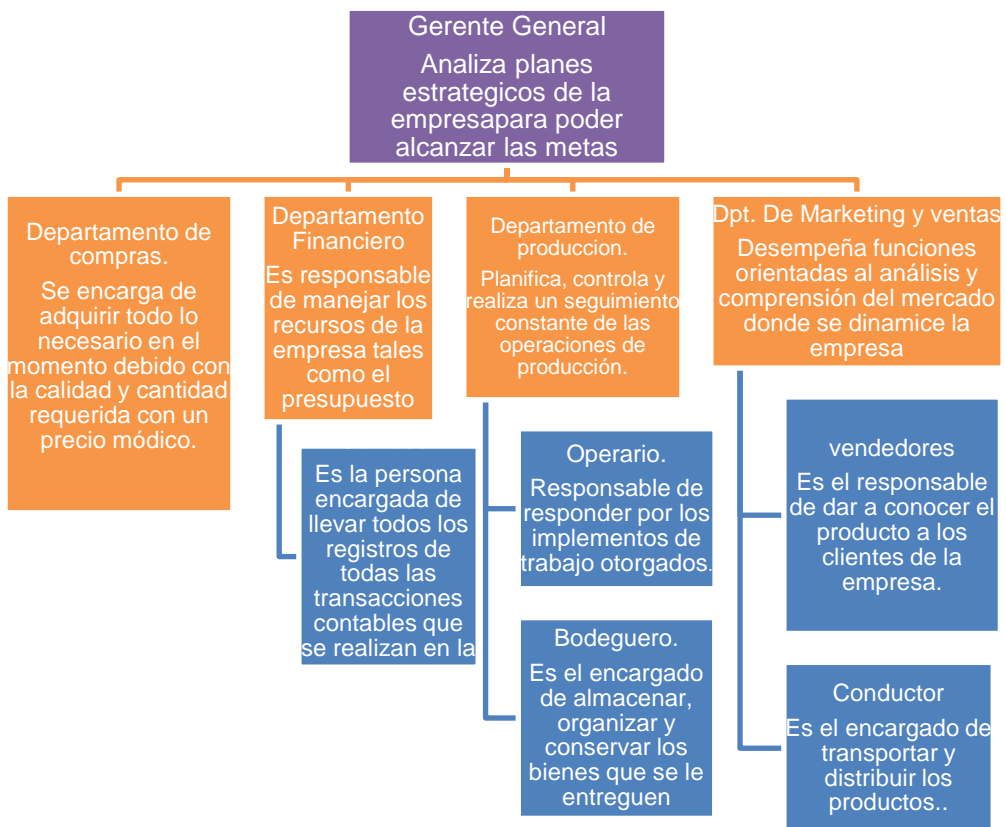 Gerente General
Analiza planes
estrategicos de la
empresapara poder
alcanzar las metas
Departamento de
compras.
Se encarga de
adquirir todo lo
necesario en el
momento debido con
la calidad y cantidad
requerida con un
precio módico.
Departamento
Financiero
Es responsable
de manejar los
recursos de la
empresa tales
como el
presupuesto
Es la persona
encargada de
llevar todos los
registros de
todas las
transacciones
contables que
se realizan en la
Departamento de
produccion.
Planifica, controla y
realiza un seguimiento
constante de las
operaciones de
producción.
Operario.
Responsable de
responder por los
implementos de
trabajo otorgados.
Bodeguero.
Es el encargado
de almacenar,
organizar y
conservar los
bienes que se le
entreguen
Dpt. De Marketing y ventas
Desempeña funciones
orientadas al análisis y
comprensión del mercado
donde se dinamice la
empresa
vendedores
Es el responsable
de dar a conocer el
producto a los
clientes de la
empresa.
Conductor
Es el encargado de
transportar y
distribuir los
productos..